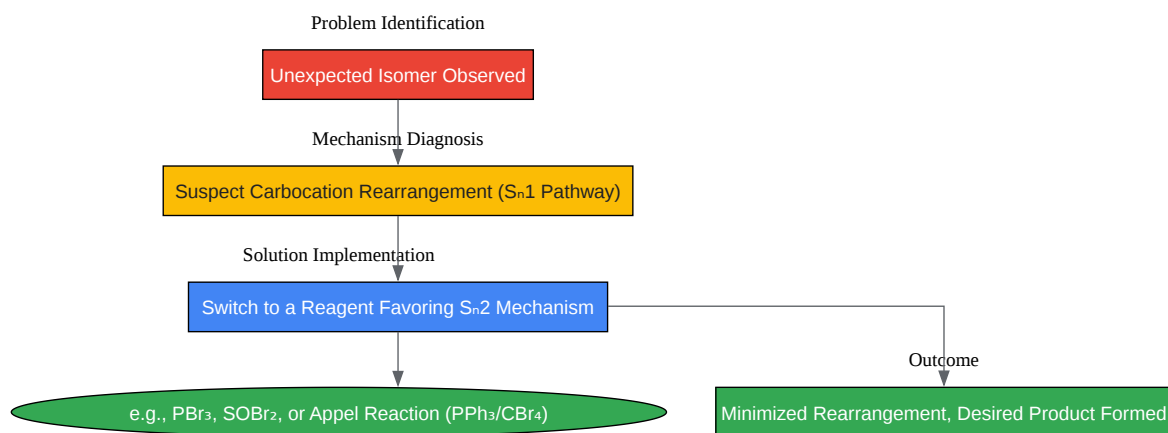 Problem Identification
Unexpected Isomer Observed
Mechanism Diagnosis
Suspect Carbocation Rearrangement (Sₙ1 Pathway)
Solution Implementation
Switch to a Reagent Favoring Sₙ2 Mechanism
Outcome
e.g., PBr₃, SOBr₂, or Appel Reaction (PPh₃/CBr₄)
Minimized Rearrangement, Desired Product Formed